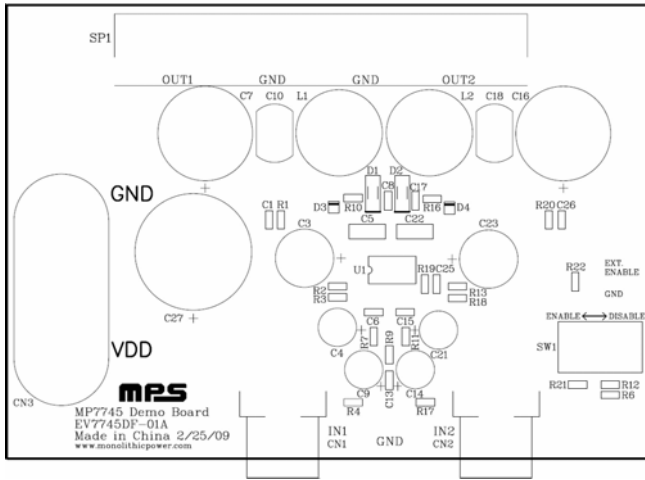 SP1
OUT1 GND GND OUT2
C7 C10 L1 L2 C18 C16
D1 D2
C8 C17
D3 R10 R16 D4
C1 R1 C5 C22 R20 C26
GND
C3 C23
U1 R19 C25
R22 EXT.
ENABLE
GND
R2 R13
R3 R18
C27
C6 C15
ENABLE DISABLE
R7 R9 R11
C4 C21
VDD
SW1
C9 C13 C14
R21 R12
R6
CN3
mps
R4 R17
MP7745 Demo Board
EV7745DF-01A
Made in China 2/25/09
www.monolithicpower.com
IN1 GND IN2
CN1 CN2